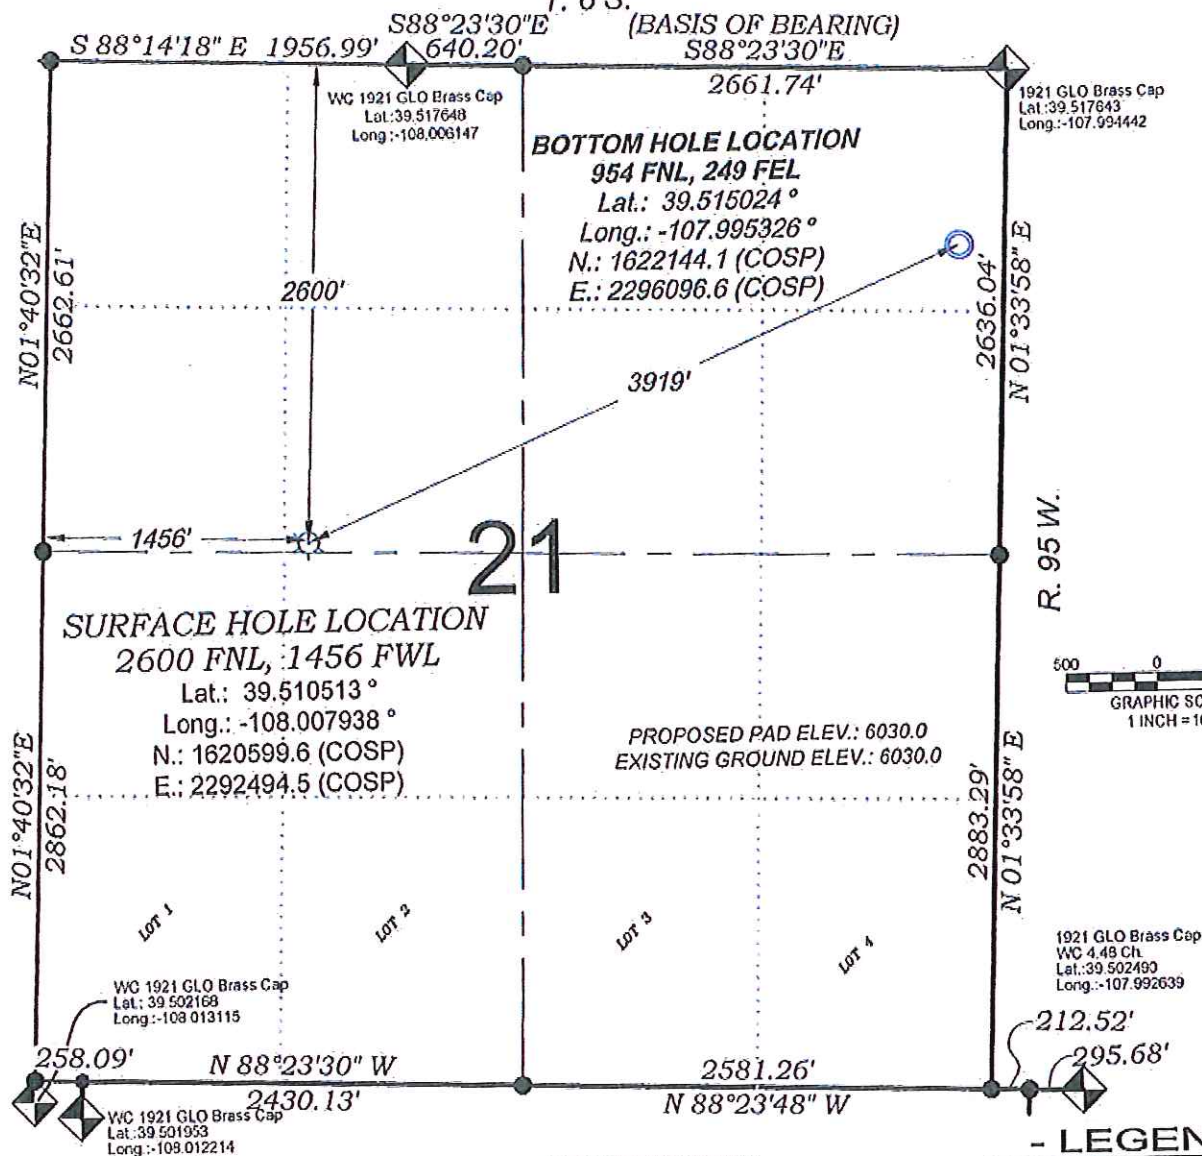 T. 6 S.
S88°23'30"E (BASIS OF BEARING)
S 88°14'18" E 1956.99' 640.20' S88°23'30"E
2661.74'
WC 1921 GLO Brass Cap
Lat.:39.517648
Long.:-108.006147
1921 GLO Brass Cap
Lat.:39.517643
Long.:-107.994442
BOTTOM HOLE LOCATION
954 FNL, 249 FEL
Lat.: 39.515024 °
Long.: -107.995326 °
N.: 1622144.1 (COSP)
E.: 2296096.6 (COSP)
N01°40'32"E
2662.61'
2600'
2636.04'
N 01°33'58" E
3919'
1456'
21
R. 95 W.
SURFACE HOLE LOCATION
2600 FNL, 1456 FWL
Lat.: 39.510513 °
Long.: -108.007938 °
N.: 1620599.6 (COSP)
E.: 2292494.5 (COSP)
500 0
GRAPHIC SC
1 INCH = 10
PROPOSED PAD ELEV.: 6030.0
EXISTING GROUND ELEV.: 6030.0
N01°40'32"E
2862.18'
2883.29'
N 01°33'58" E
LOT 1
LOT 2
LOT 3
LOT 4
1921 GLO Brass Cap
WC 4.48 Ch.
Lat.:39.502490
Long.:-107.992639
WC 1921 GLO Brass Cap
Lat.: 39.502168
Long.:-108.013115
212.52'
258.09' N 88°23'30" W 2581.26' 295.68'
2430.13' N 88°23'48" W
WC 1921 GLO Brass Cap
Lat.:39.501953
Long.:-108.012214
- LEGEN